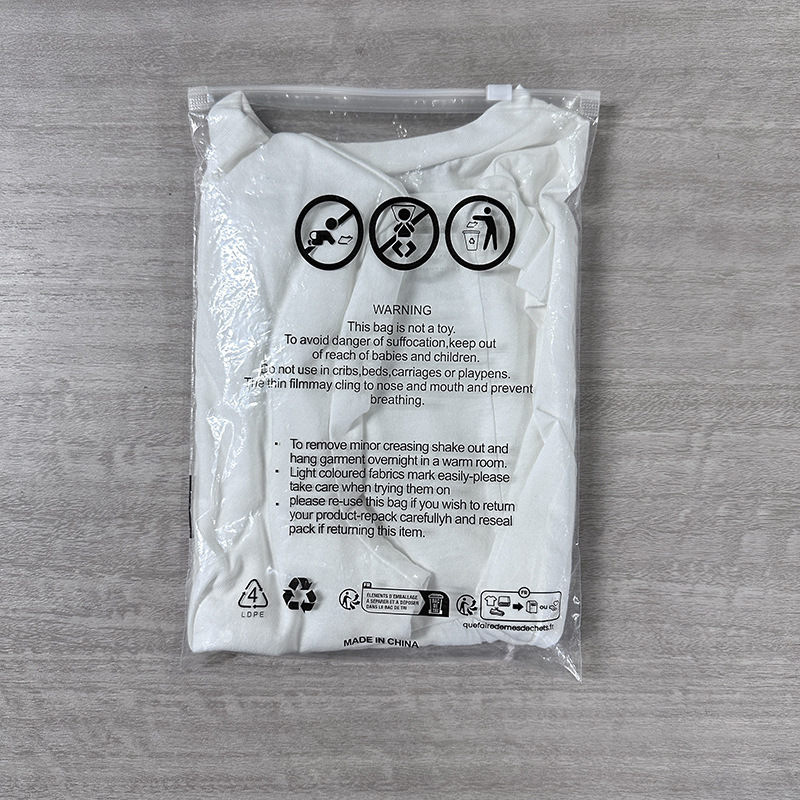 WARNING
This bag is not a toy.
To avoid danger of suffocation,keep out
of reach of babies and children.
Do not use in cribs,beds,carriages or playpens.
The thin filmmay cling to nose and mouth and prevent
breathing.
· To remove minor creasing shake out and
hang garment overnight in a warm room.
· Light coloured fabrics mark easily-please
take care when trying them on
· please re-use this bag if you wish to return
your product-repack carefullyh and reseal
pack if returning this item.
4
LDPE
FR
ÉLÉMENTS D'EMBALLAGE
À SÉPARER ET À DÉPOSER
DANS LE BAC DE TRI
FR
OU
quefairedemesdechets.fr
MADE IN CHINA